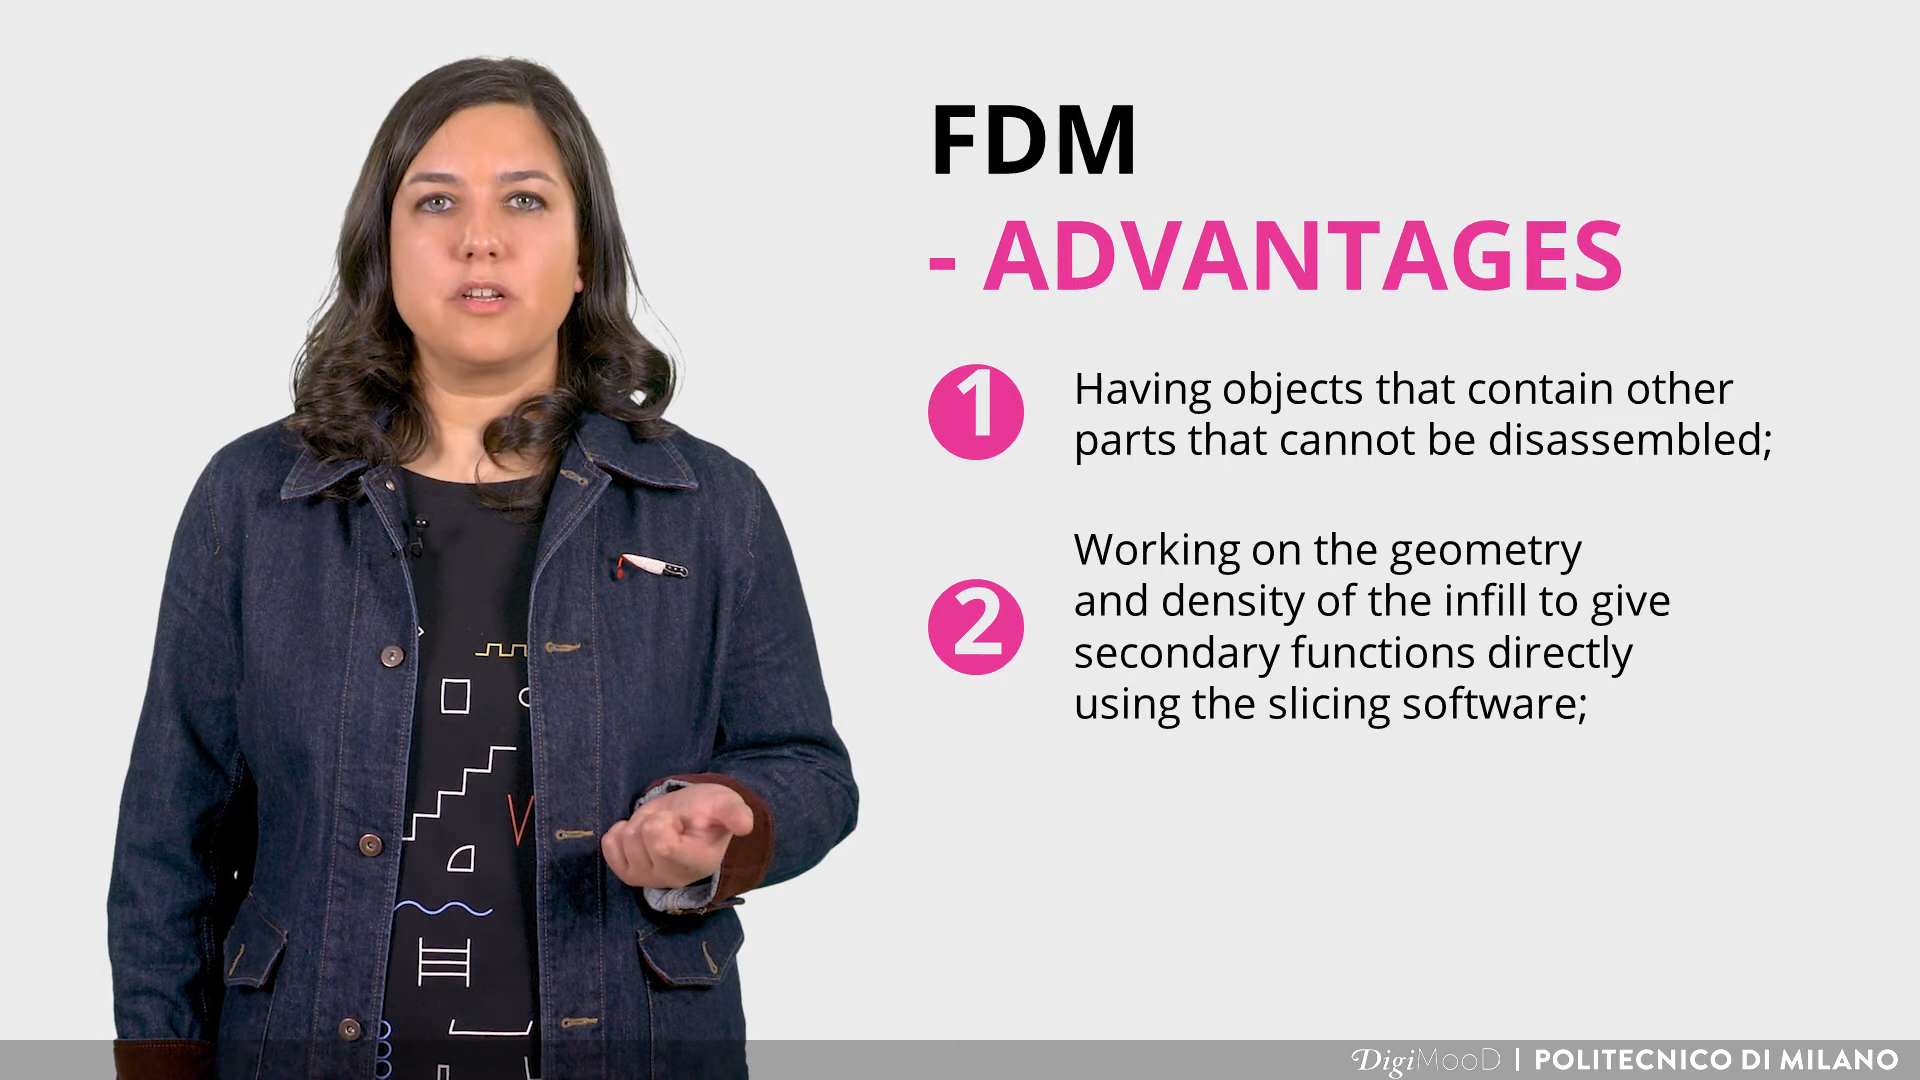 FDM
- ADVANTAGES
1
Having objects that contain other
parts that cannot be disassembled;
2
Working on the geometry
and density of the infill to give
secondary functions directly
using the slicing software;
DigiMooD | POLITECNICO DI MILANO